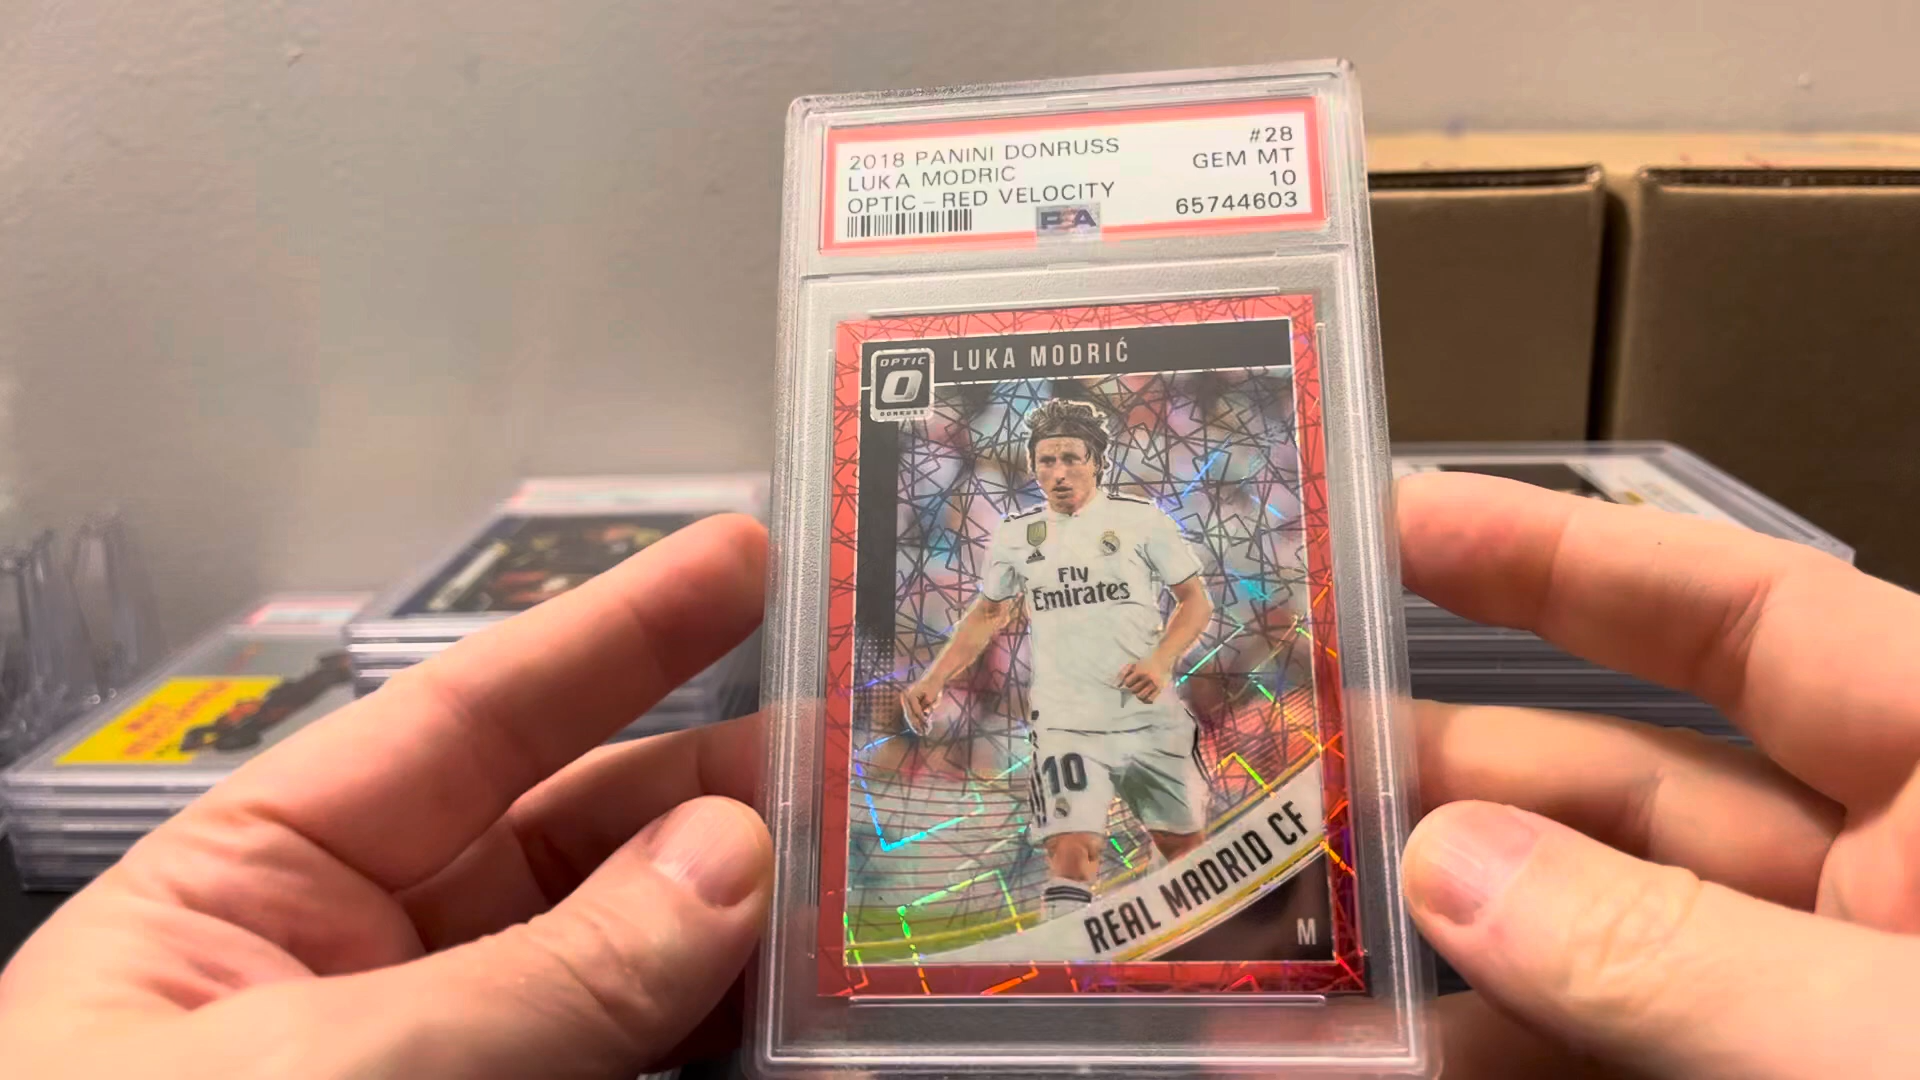 2018 PANINI DONRUSS
LUKA MODRIC
OPTIC – RED VELOCITY
#28
GEM MT
10
65744603
PSA
LUKA MODRIĆ
OPTIC
O
DONRUSS
Fly
Emirates
10
REAL MADRID CF
M